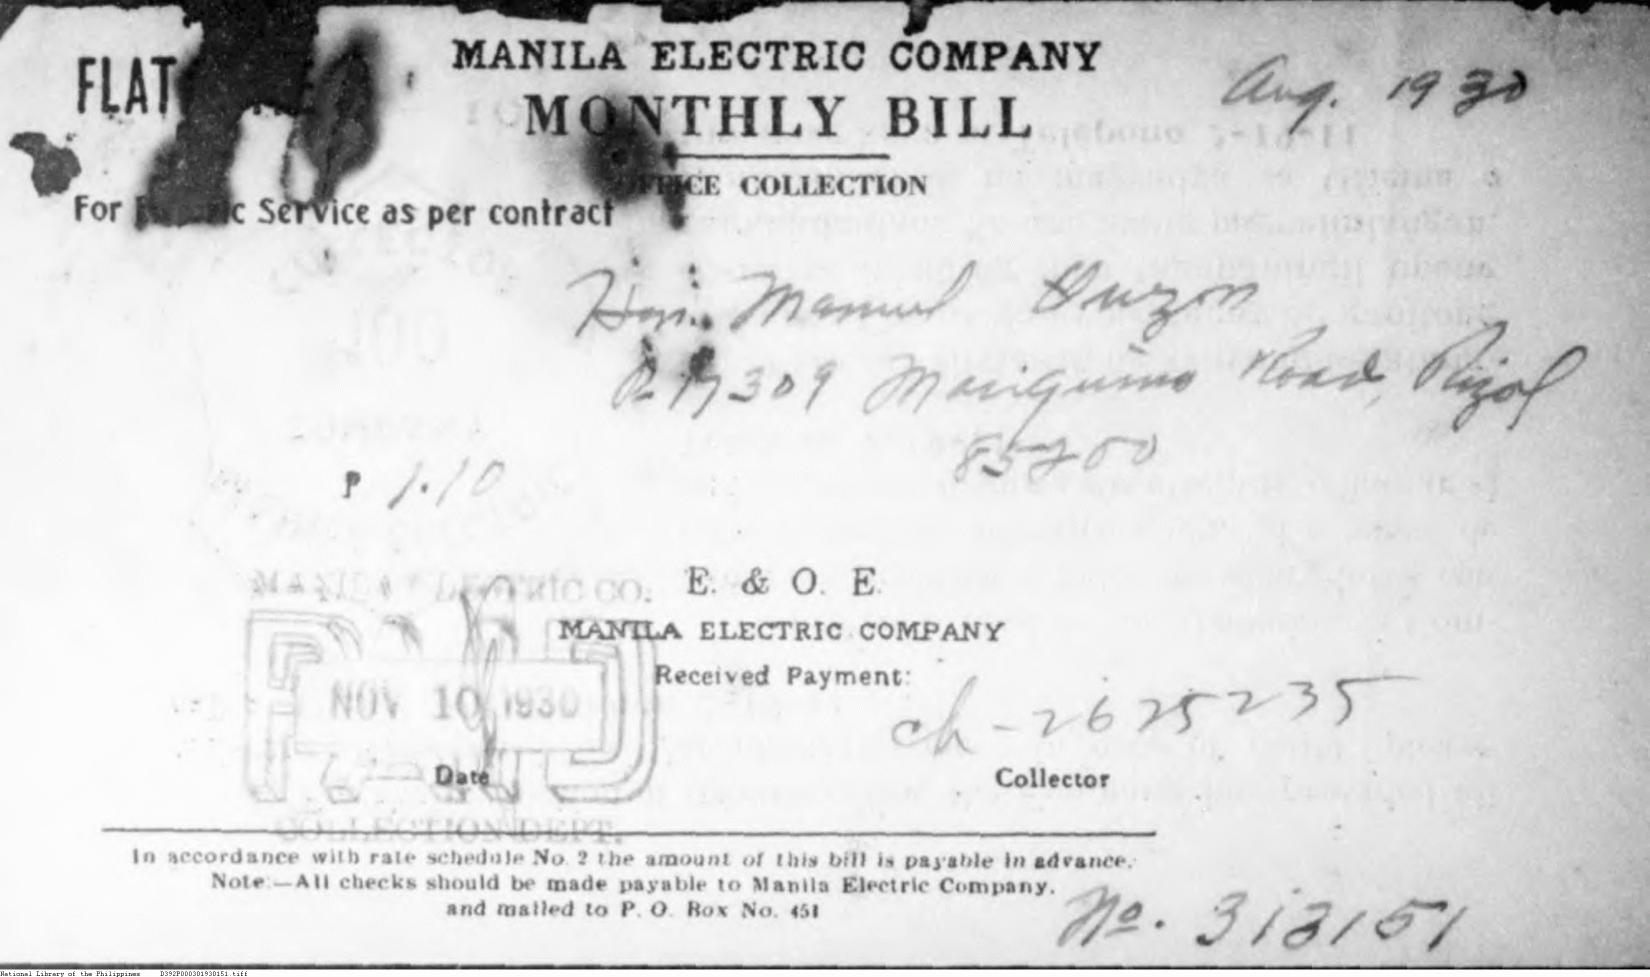 FLAT
MANILA ELECTRIC COMPANY
MONTHLY BILL
Aug. 1930
OFFICE COLLECTION
For Electric Service as per contract
Hon. Manuel
309 Mariquina Road, Rizal
85200
₱ 1.10
MANILA ELECTRIC CO.
E. & O. E.
MANILA ELECTRIC COMPANY
Received Payment:
NOV 10 1930
ch-2625235
PAID
Date
Collector
COLLECTION DEPT.
In accordance with rate schedule No. 2 the amount of this bill is payable in advance.
Note:—All checks should be made payable to Manila Electric Company.
and mailed to P. O. Box No. 451
No. 313151
National Library of the Philippines D392P000301930151.tiff